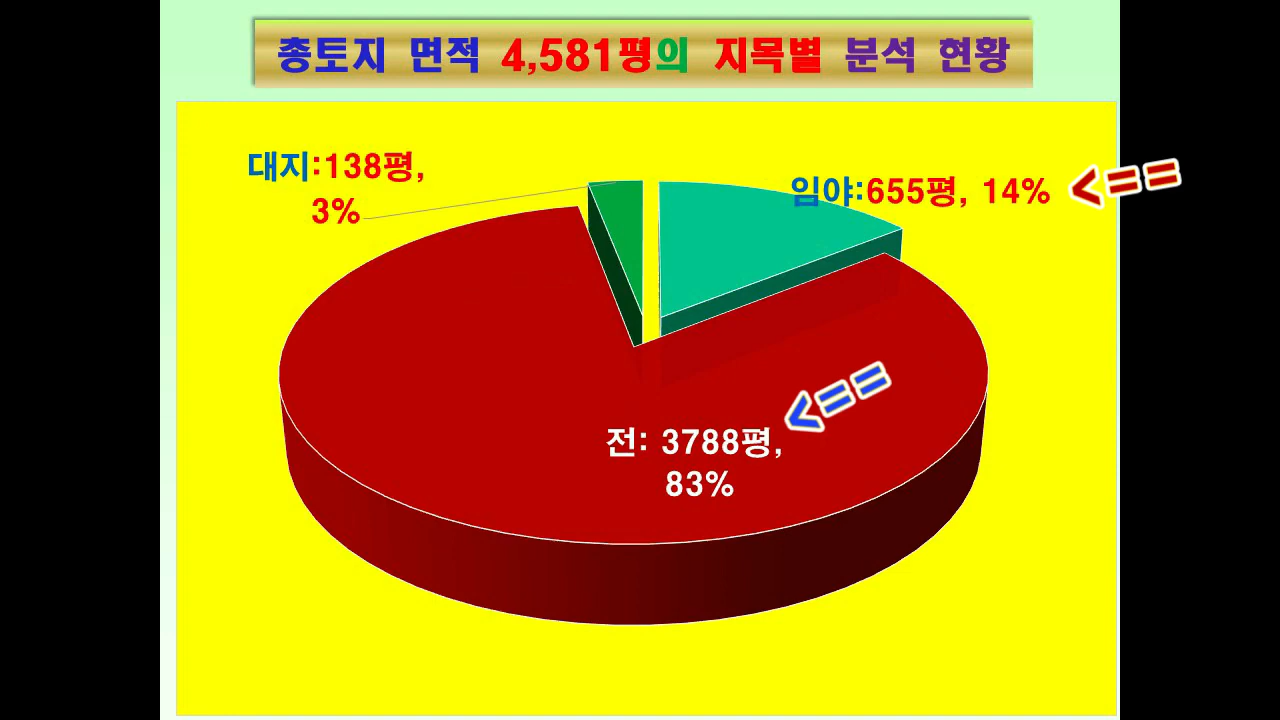 총토지 면적 4,581평의 지목별 분석 현황
대지:138평,
3%
임야:655평, 14% <==
<==
전: 3788평,
83%